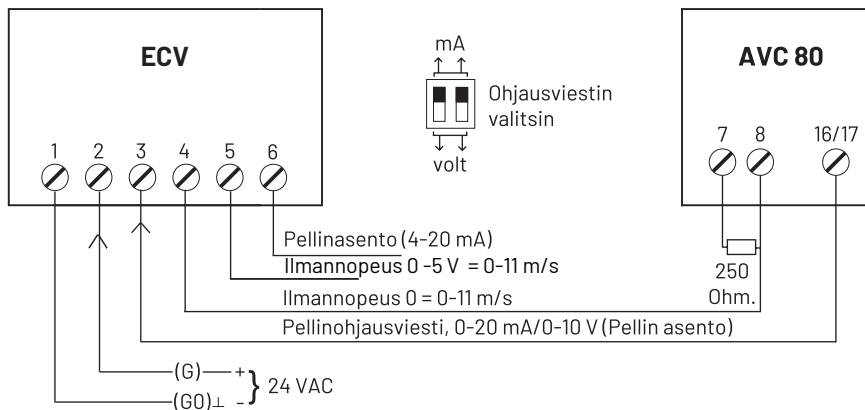 ECV
AVC 80
mA
Ohjausviestin
valitsin
volt
1 2 3 4 5 6
7 8 16/17
Pellinasento (4-20 mA)
Ilmannopeus 0 -5 V = 0-11 m/s
Ilmannopeus 0 = 0-11 m/s
Pellinohjausviesti, 0-20 mA/0-10 V (Pellin asento)
250
Ohm.
(G) +
24 VAC
(G0)⊥ -